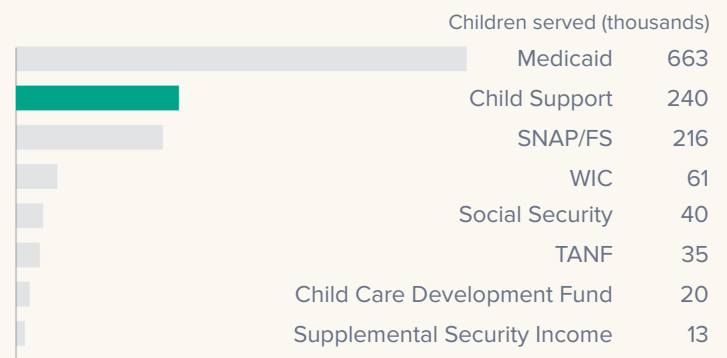 Children served (thousands)
Medicaid 663
Child Support 240
SNAP/FS 216
WIC 61
Social Security 40
TANF 35
Child Care Development Fund 20
Supplemental Security Income 13